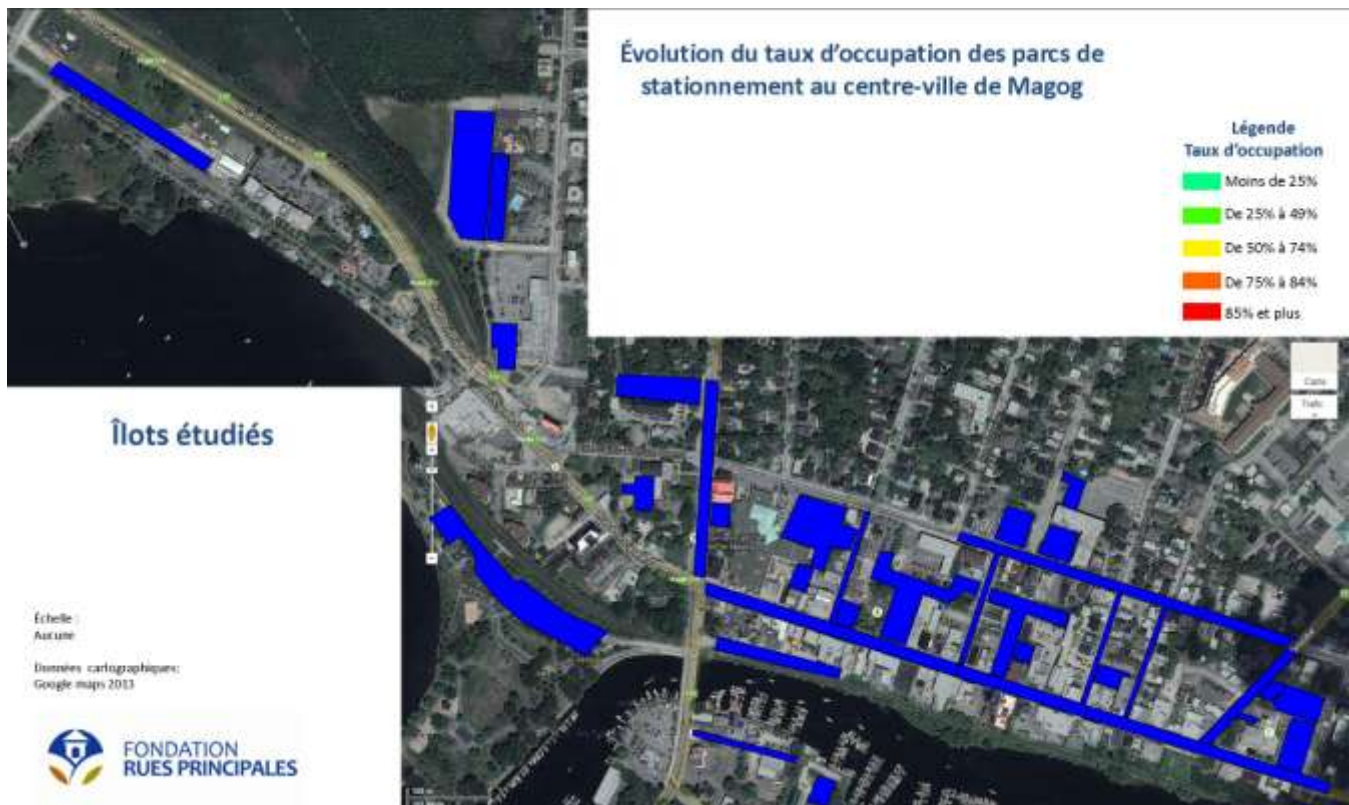 Évolution du taux d'occupation des parcs de
stationnement au centre-ville de Magog
Légende
Taux d'occupation
Moins de 25%
De 25% à 49%
De 50% à 74%
De 75% à 84%
85% et plus
Carte
Trafic
Îlots étudiés
Échelle :
Aucune
Données cartographiques:
Google maps 2013
FONDATION
RUES PRINCIPALES